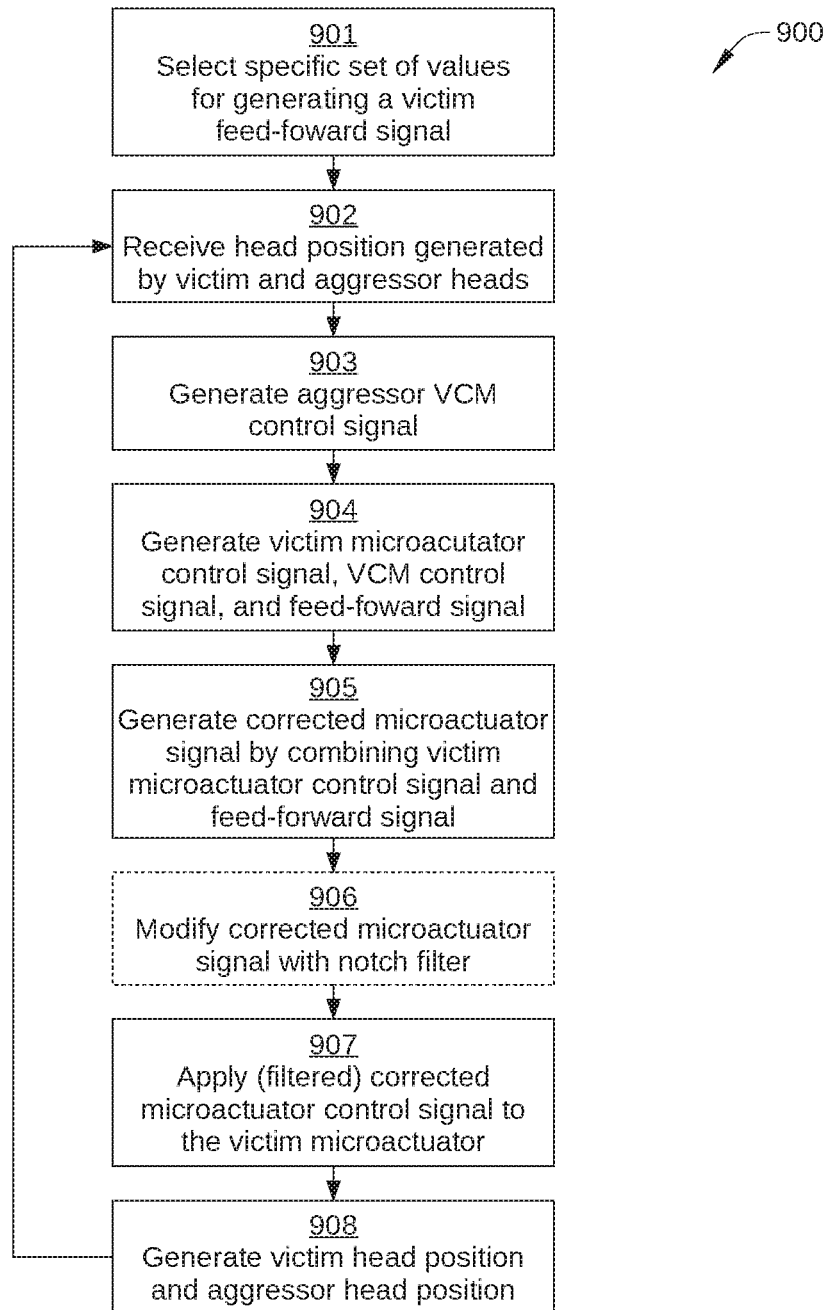 901
Select specific set of values
for generating a victim
feed-foward signal
900
902
Receive head position generated
by victim and aggressor heads
903
Generate aggressor VCM
control signal
904
Generate victim microacutator
control signal, VCM control
signal, and feed-foward signal
905
Generate corrected microactuator
signal by combining victim
microactuator control signal and
feed-forward signal
906
Modify corrected microactuator
signal with notch filter
907
Apply (filtered) corrected
microactuator control signal to
the victim microactuator
908
Generate victim head position
and aggressor head position